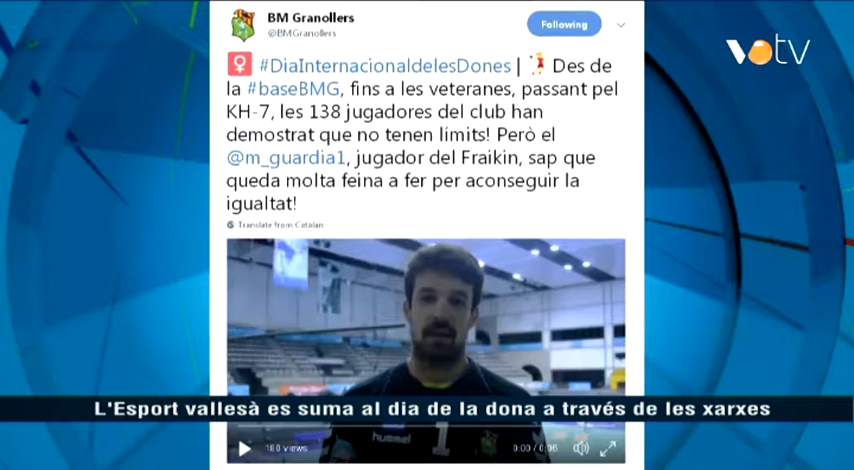 BM Granollers
@BMGranollers
Following
VOTV
#DiaInternacionaldelesDones | Des de
la #baseBMG, fins a les veteranes, passant pel
KH-7, les 138 jugadores del club han
demostrat que no tenen límits! Però el
@m_guardia1, jugador del Fraikin, sap que
queda molta feina a fer per aconseguir la
igualtat!
Translate from Catalan
L'Esport vallesà es suma al dia de la dona a través de les xarxes
hummel 1
views
0:00 / 0:06